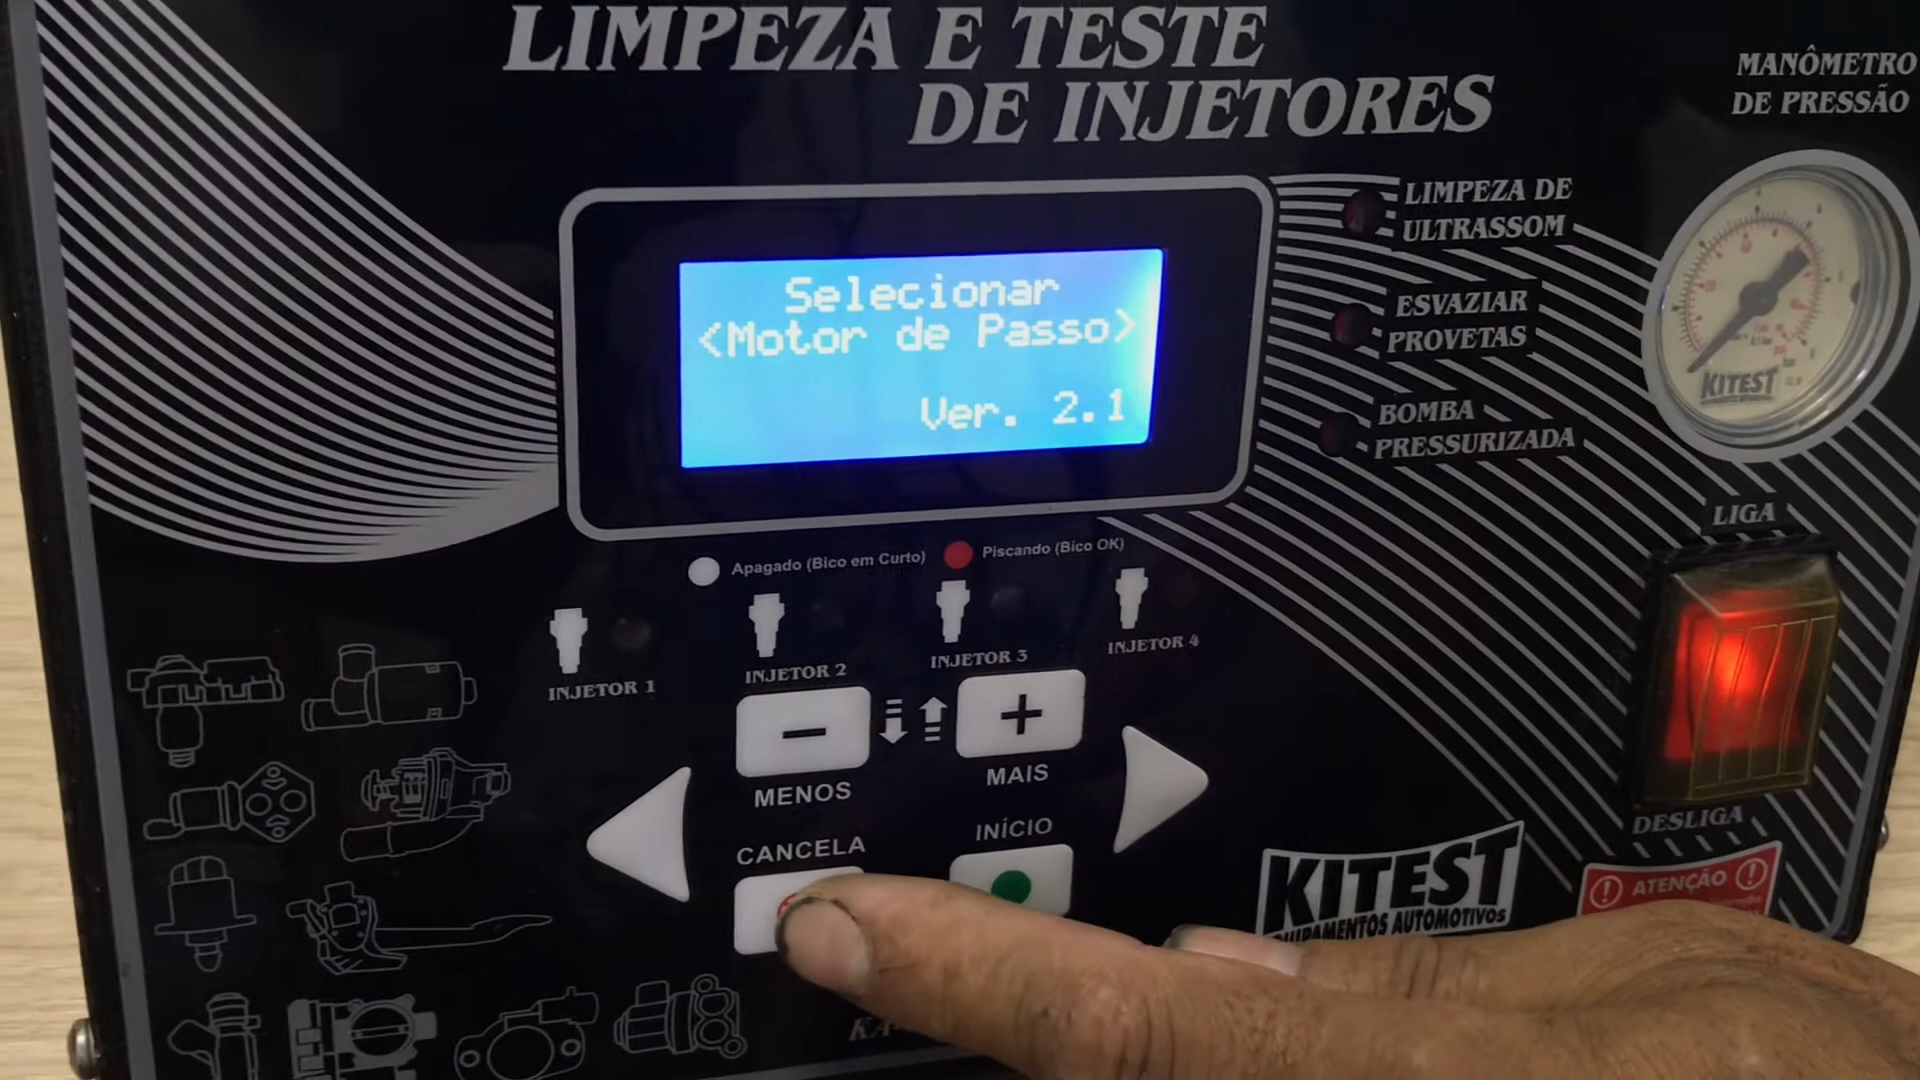 LIMPEZA E TESTE
DE INJETORES
MANÔMETRO
DE PRESSÃO
Selecionar
<Motor de Passo>
Ver. 2.1
LIMPEZA DE
ULTRASSOM
ESVAZIAR
PROVETAS
BOMBA
PRESSURIZADA
KITEST
LIGA
Apagado (Bico em Curto)
Piscando (Bico OK)
INJETOR 1
INJETOR 2
INJETOR 3
INJETOR 4
-
+
MENOS
MAIS
CANCELA
INÍCIO
DESLIGA
KITEST
EQUIPAMENTOS AUTOMOTIVOS
ATENÇÃO